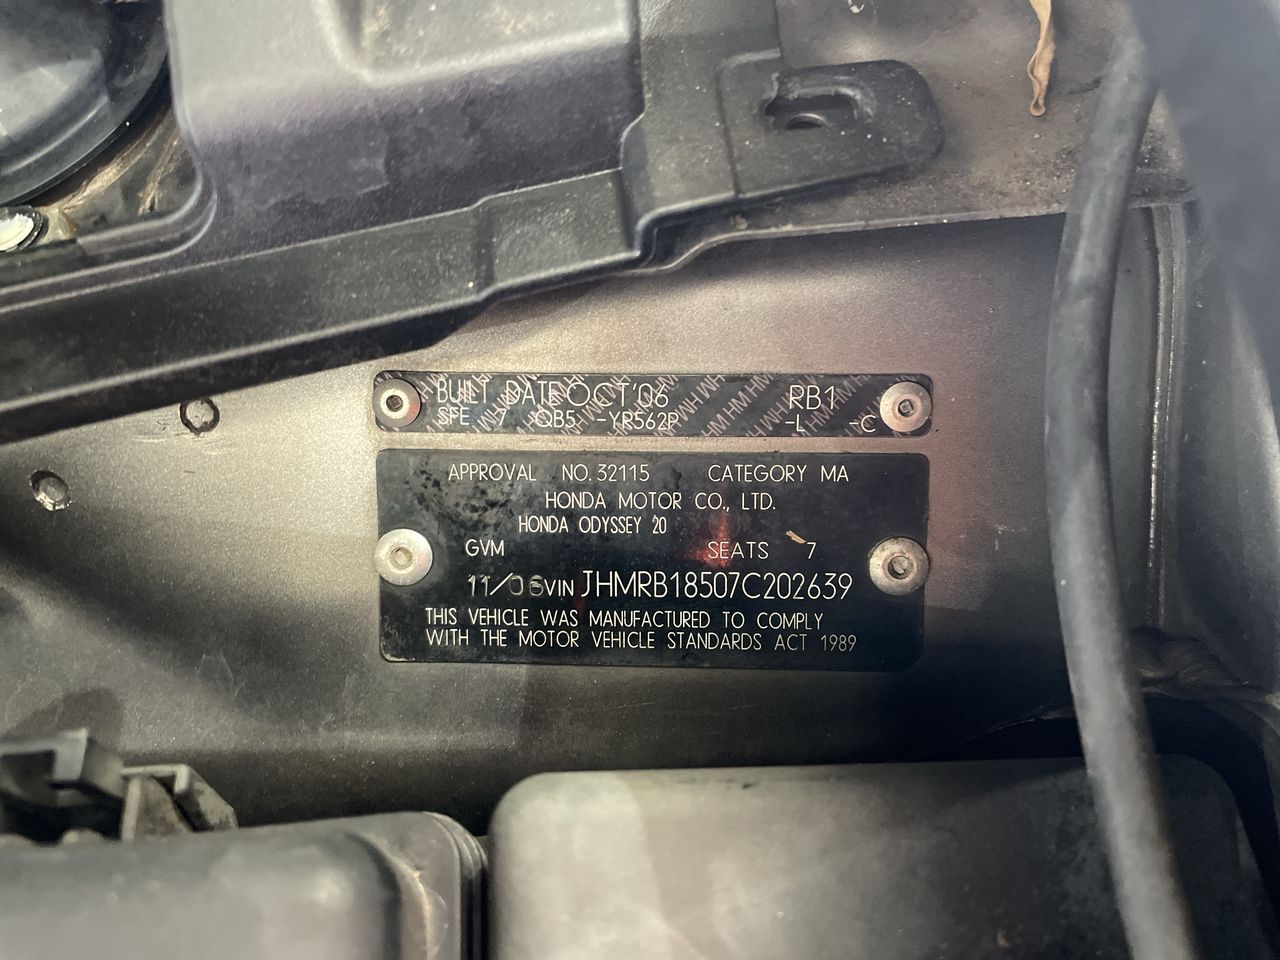 BUILT DATE OCT '06 RB1
SFE / QB5 -YR562P -L -C
APPROVAL NO. 32115 CATEGORY MA
HONDA MOTOR CO., LTD.
HONDA ODYSSEY 20
GVM SEATS 7
11/06 VIN JHMRB18507C202639
THIS VEHICLE WAS MANUFACTURED TO COMPLY
WITH THE MOTOR VEHICLE STANDARDS ACT 1989